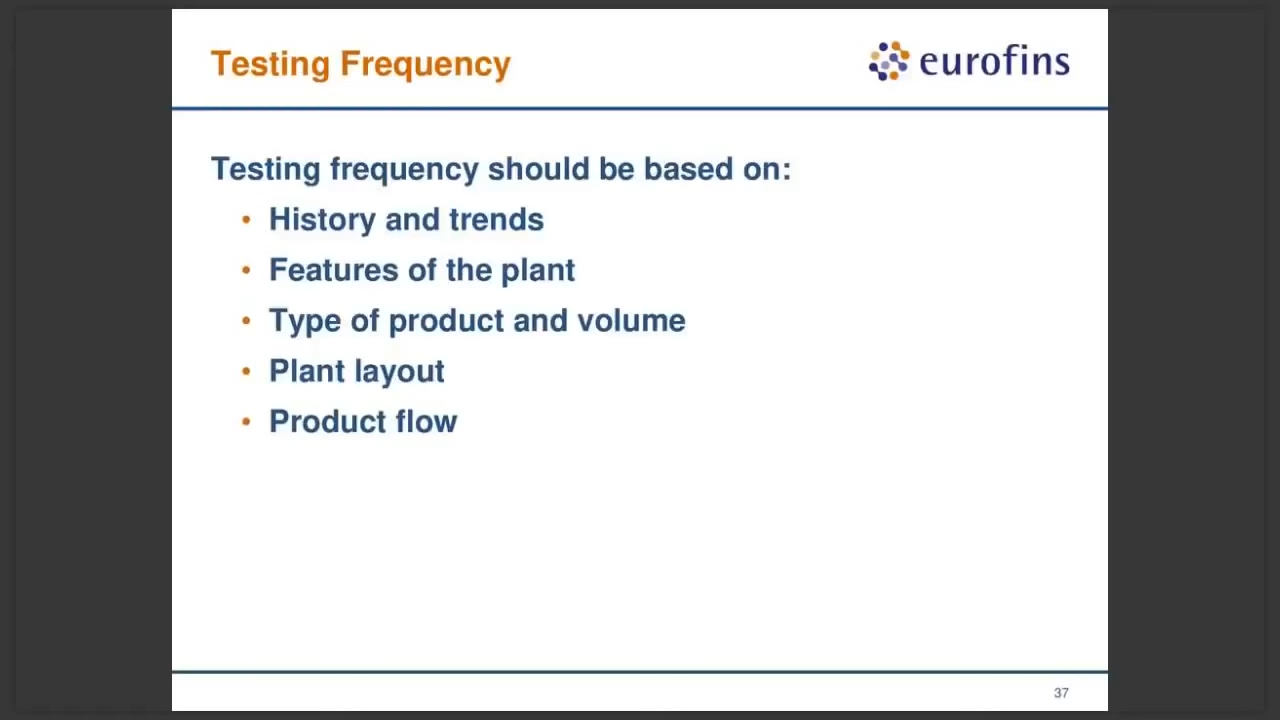 Testing Frequency
eurofins
Testing frequency should be based on:
• History and trends
• Features of the plant
• Type of product and volume
• Plant layout
• Product flow
37